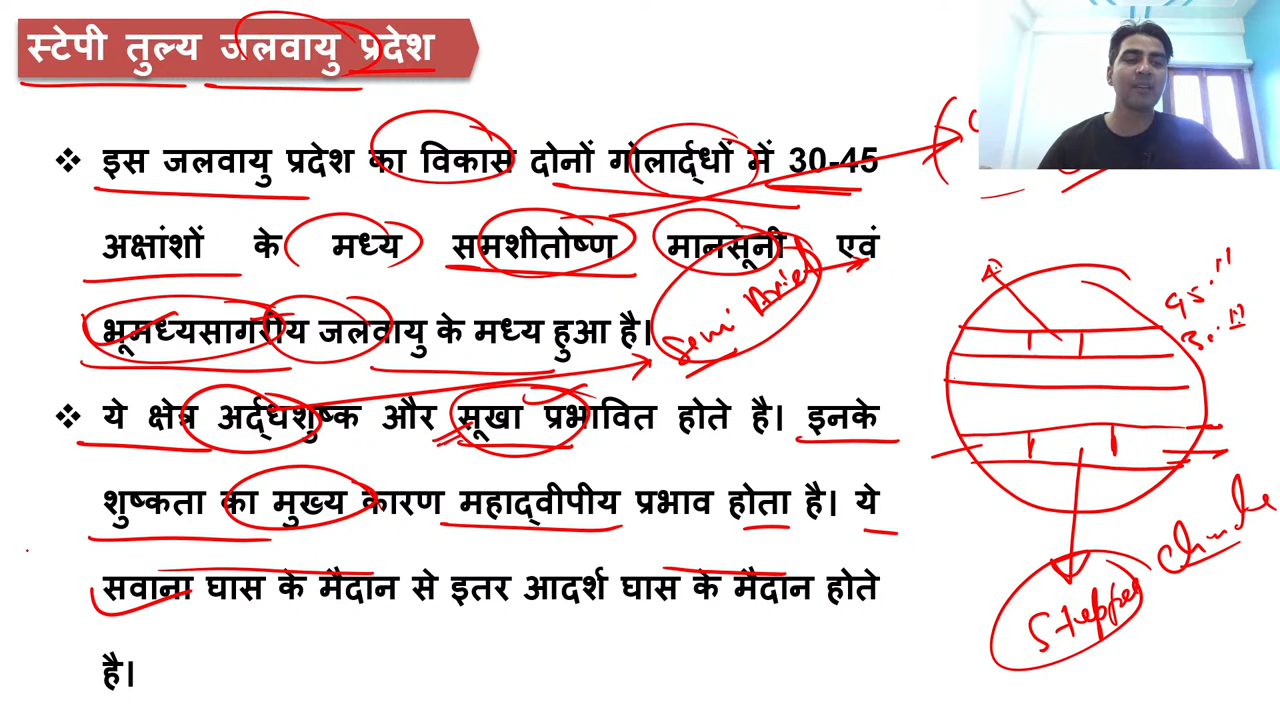 स्टेपी तुल्य जलवायु प्रदेश
❖ इस जलवायु प्रदेश का विकास दोनों गोलार्द्धों में 30-45
अक्षांशों के मध्य समशीतोष्ण मानसूनी एवं
भूमध्यसागरीय जलवायु के मध्य हुआ है।
❖ ये क्षेत्र अर्द्धशुष्क और सूखा प्रभावित होते है। इनके
शुष्कता का मुख्य कारण महाद्वीपीय प्रभाव होता है। ये
सवाना घास के मैदान से इतर आदर्श घास के मैदान होते
है।
Semi Arid
45° N
30° N